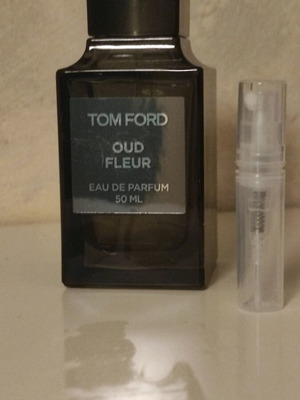 TOM FORD
OUD
FLEUR
EAU DE PARFUM
50 ML